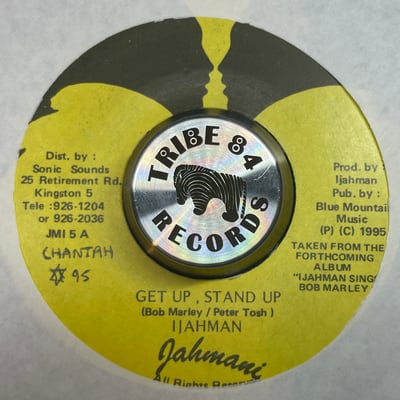 Dist. by :
Sonic Sounds
25 Retirement Rd.
Kingston 5
Tele :926-1204
or 926-2036
JMI 5 A
CHANTAH
95
TRIBE 84
RECORDS
Prod. by :
Ijahman
Pub. by :
Blue Mountain
Music
(P) (C) 1995
TAKEN FROM THE
FORTHCOMING
ALBUM
"IJAHMAN SINGS
BOB MARLEY
GET UP , STAND UP
(Bob Marley / Peter Tosh )
IJAHMAN
Jahmani
All Rights Reserved